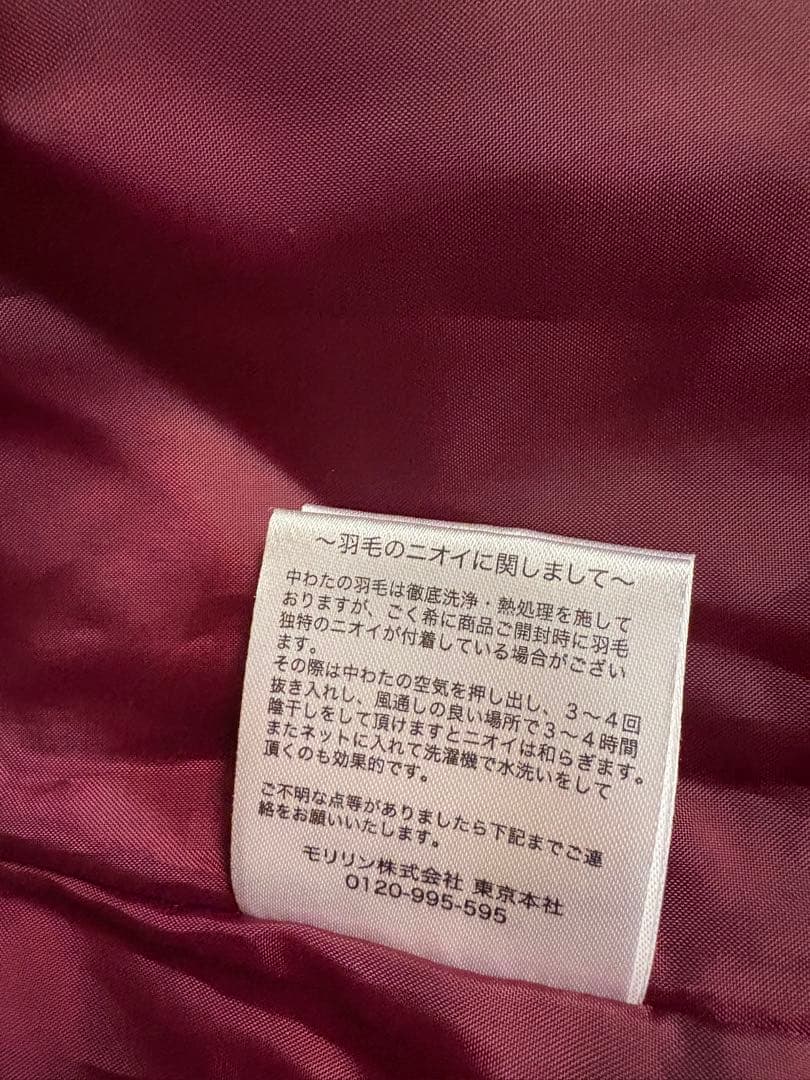 ～羽毛のニオイに関しまして～
中わたの羽毛は徹底洗浄・熱処理を施して
おりますが、ごく希に商品ご開封時に羽毛
独特のニオイが付着している場合がござい
ます。
その際は中わたの空気を押し出し、３～４回
抜き入れし、風通しの良い場所で３～４時間
陰干しをして頂けますとニオイは和らぎます。
またネットに入れて洗濯機で水洗いをして
頂くのも効果的です。
ご不明な点等がありましたら下記までご連
絡をお願いいたします。
モリリン株式会社 東京本社
0120-995-595